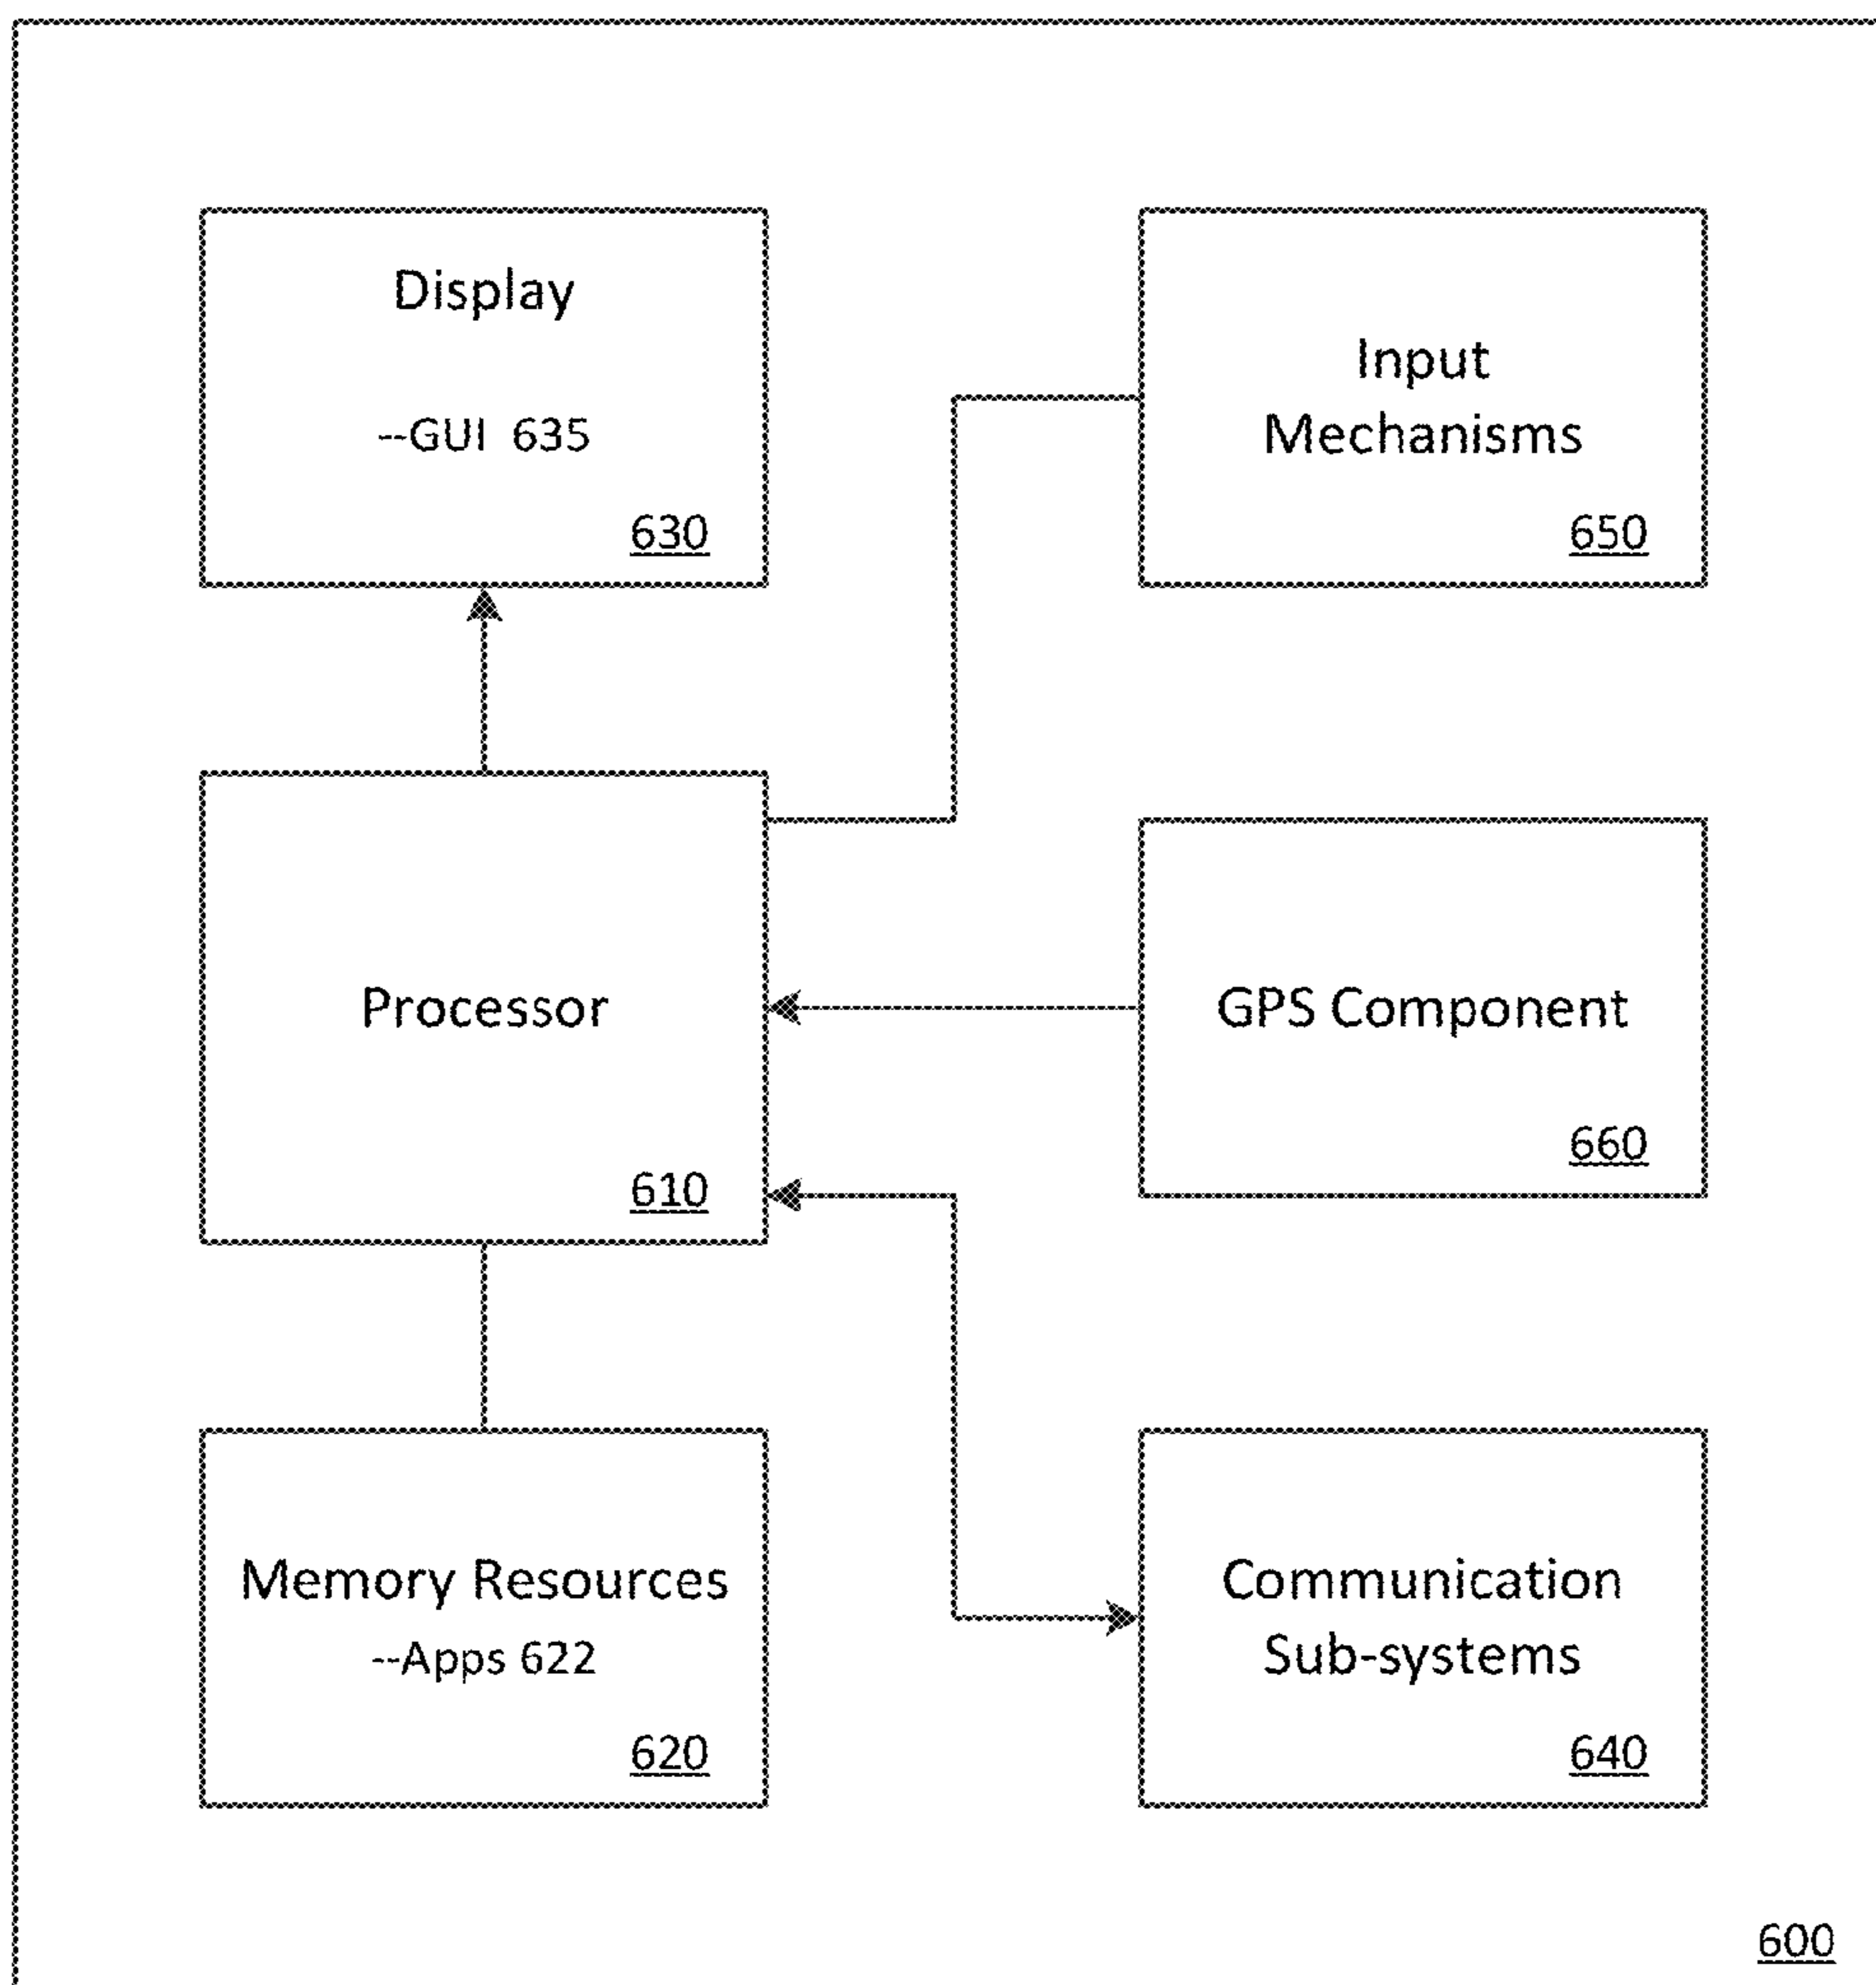 Display
--GUI 635
630
Input
Mechanisms
650
Processor
610
GPS Component
660
Memory Resources
--Apps 622
620
Communication
Sub-systems
640
600